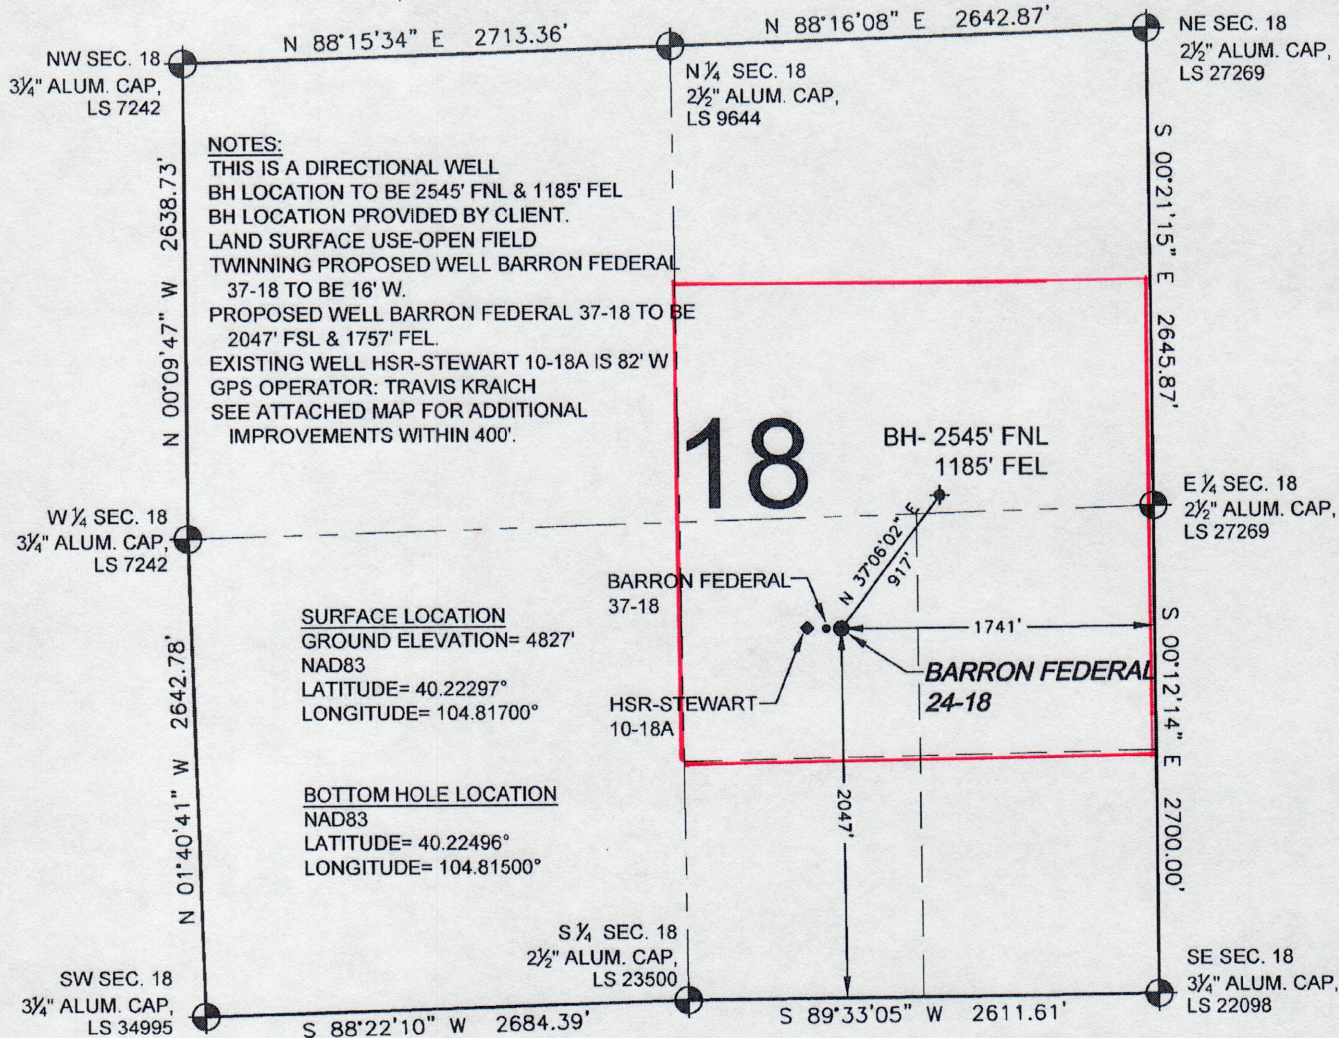 N 88°15'34" E 2713.36'
N 88°16'08" E 2642.87'
NW SEC. 18
3¼" ALUM. CAP,
LS 7242
N ¼ SEC. 18
2½" ALUM. CAP,
LS 9644
NE SEC. 18
2½" ALUM. CAP,
LS 27269
N 00°09'47" W 2638.73'
S 00°21'15" E 2645.87'
NOTES:
THIS IS A DIRECTIONAL WELL
BH LOCATION TO BE 2545' FNL & 1185' FEL
BH LOCATION PROVIDED BY CLIENT.
LAND SURFACE USE-OPEN FIELD
TWINNING PROPOSED WELL BARRON FEDERAL
37-18 TO BE 16' W.
PROPOSED WELL BARRON FEDERAL 37-18 TO BE
2047' FSL & 1757' FEL.
EXISTING WELL HSR-STEWART 10-18A IS 82' W
GPS OPERATOR: TRAVIS KRAICH
SEE ATTACHED MAP FOR ADDITIONAL
IMPROVEMENTS WITHIN 400'.
18
BH- 2545' FNL
1185' FEL
W ¼ SEC. 18
3¼" ALUM. CAP,
LS 7242
E ¼ SEC. 18
2½" ALUM. CAP,
LS 27269
N 37°06'02" E
917'
BARRON FEDERAL
37-18
1741'
BARRON FEDERAL
24-18
HSR-STEWART
10-18A
2047'
SURFACE LOCATION
GROUND ELEVATION= 4827'
NAD83
LATITUDE= 40.22297°
LONGITUDE= 104.81700°
BOTTOM HOLE LOCATION
NAD83
LATITUDE= 40.22496°
LONGITUDE= 104.81500°
N 01°40'41" W 2642.78'
S 00°12'14" E 2700.00'
SW SEC. 18
3¼" ALUM. CAP,
LS 34995
S ¼ SEC. 18
2½" ALUM. CAP,
LS 23500
SE SEC. 18
3¼" ALUM. CAP,
LS 22098
S 88°22'10" W 2684.39'
S 89°33'05" W 2611.61'